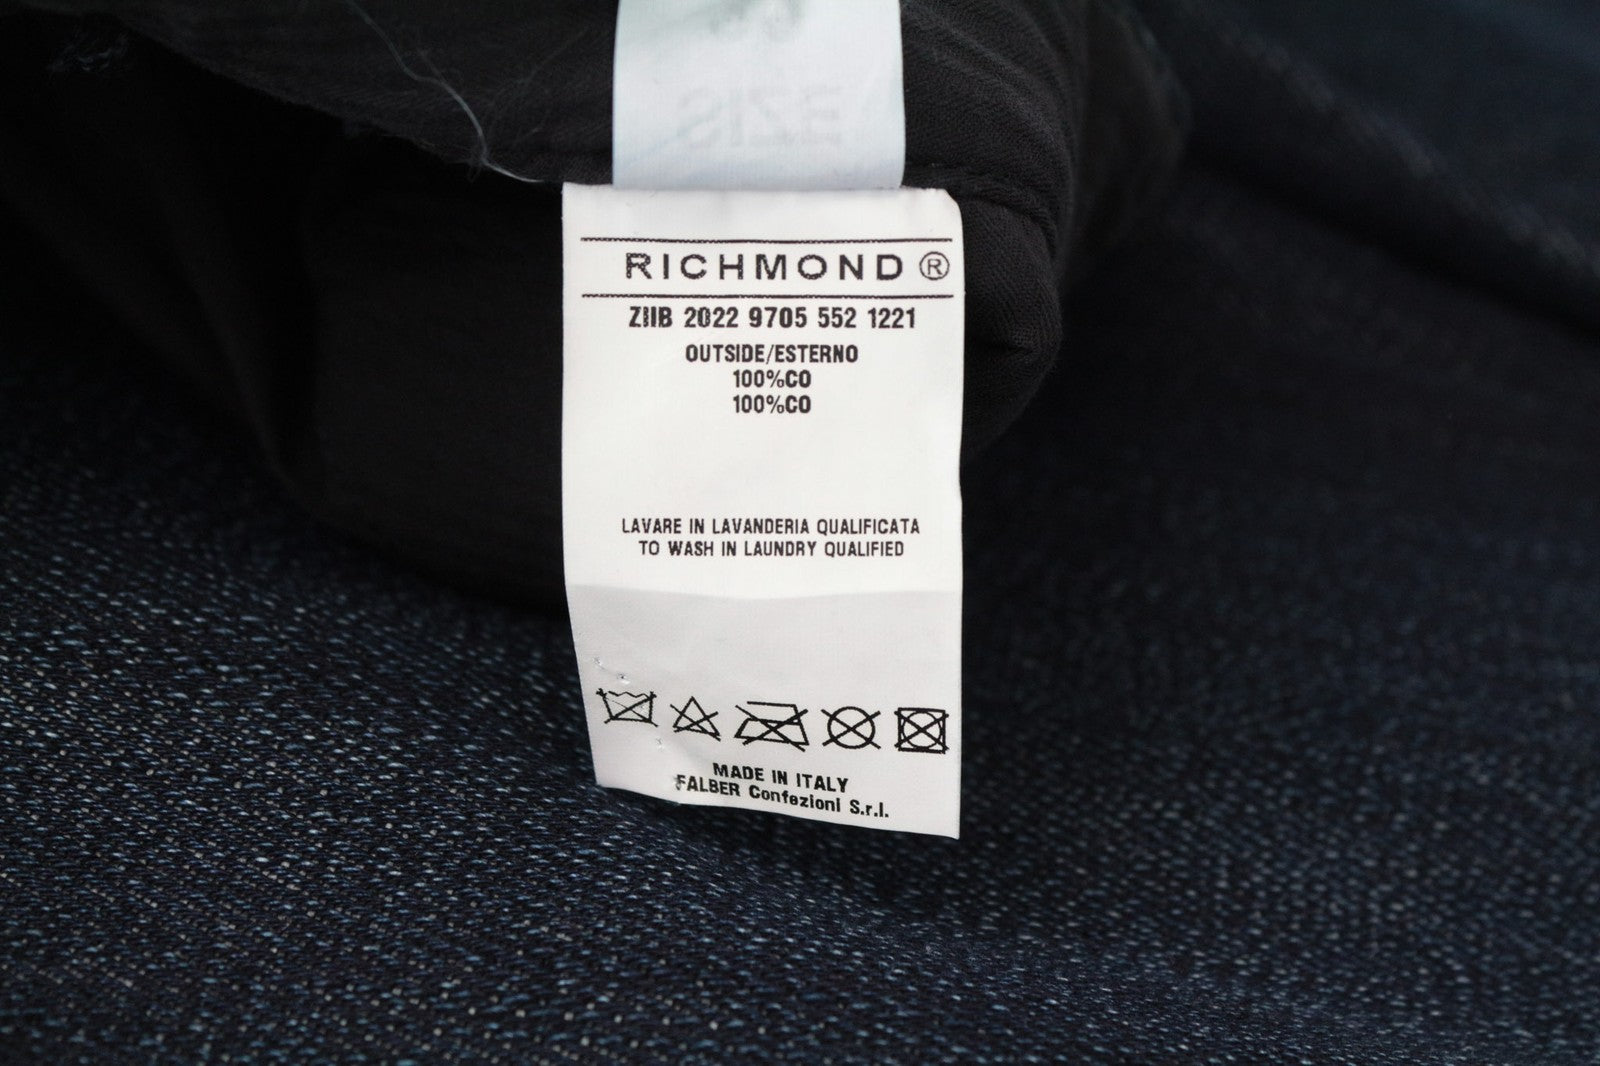 SIZE
RICHMOND ®
ZIIB 2022 9705 552 1221
OUTSIDE/ESTERNO
100%CO
100%CO
LAVARE IN LAVANDERIA QUALIFICATA
TO WASH IN LAUNDRY QUALIFIED
MADE IN ITALY
FALBER Confezioni S.r.l.